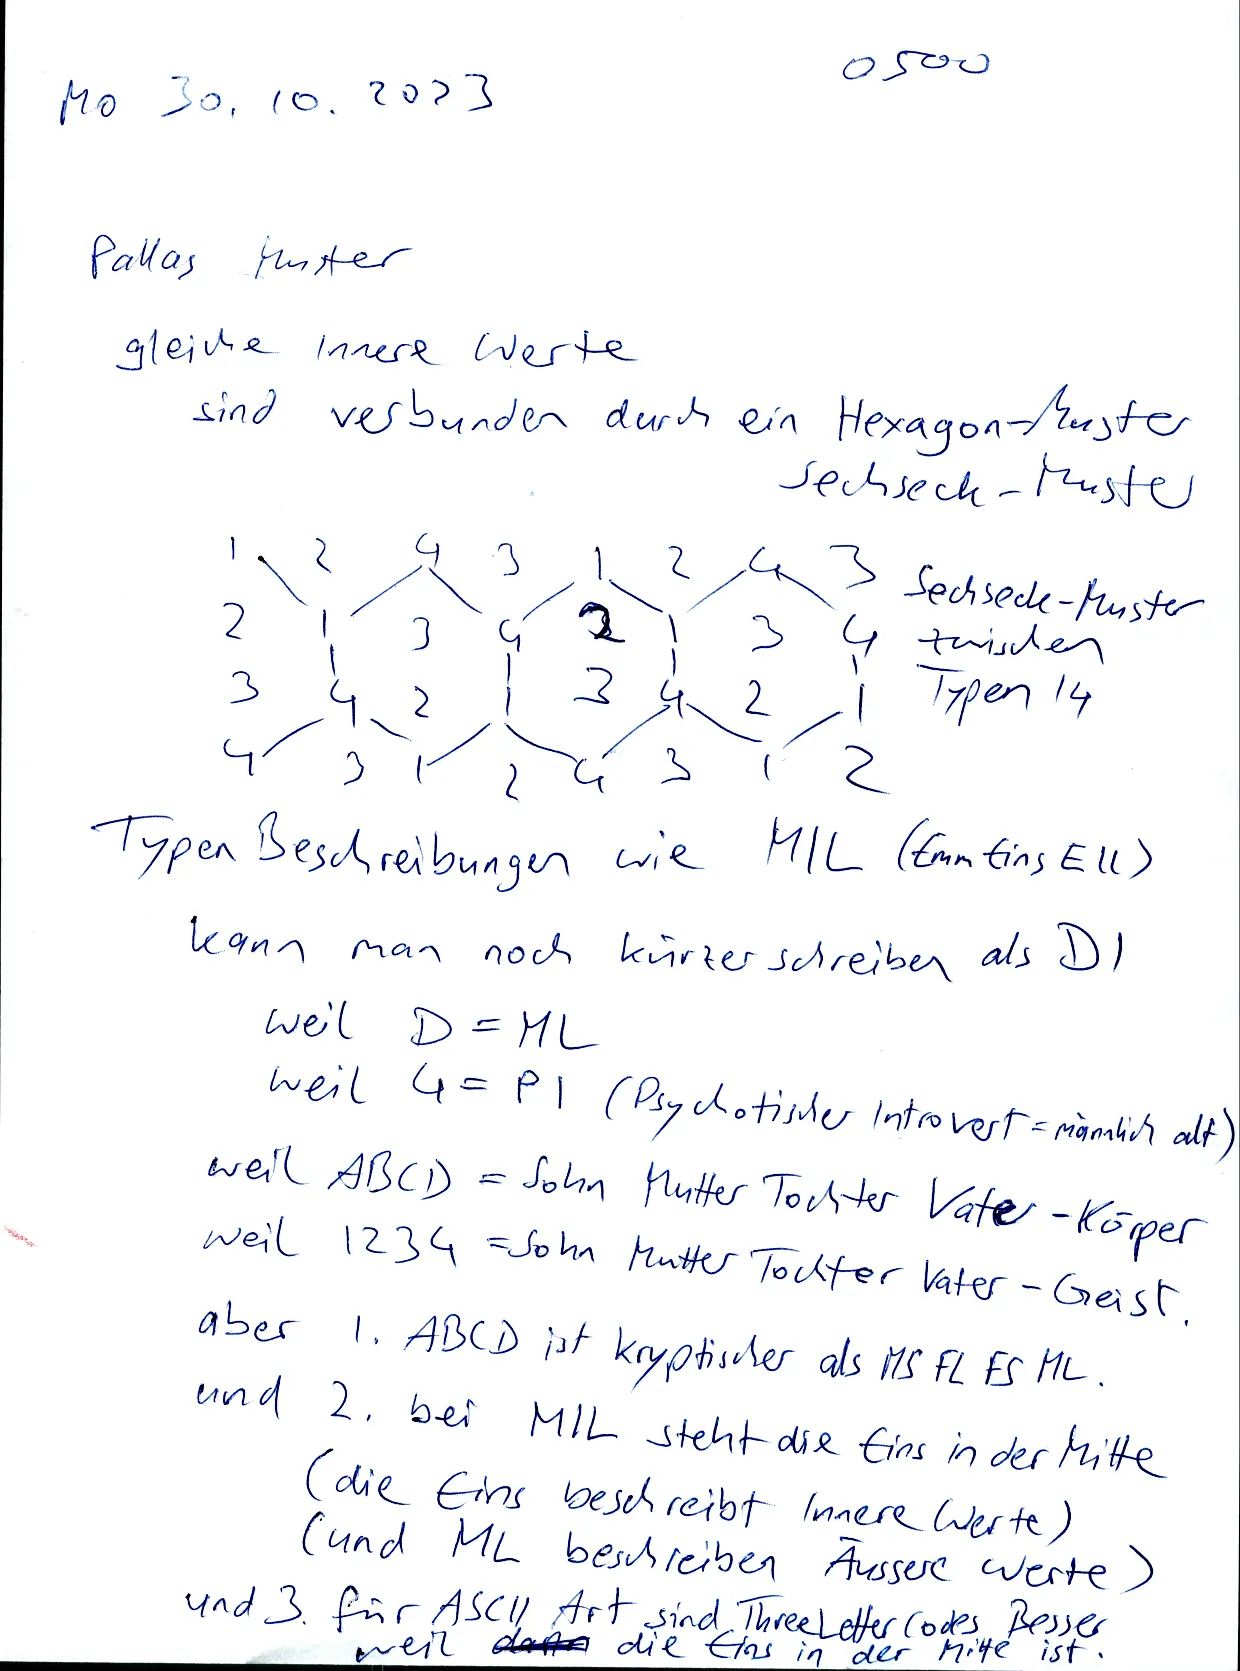 0500
Mo 30.10.2023
Pallas Muster
gleiche Innere Werte
sind verbunden durch ein Hexagon-Muster
Sechseck-Muster
1 2 4 3 1 2 4 3
2 1 3 4 2 1 3 4
3 4 2 1 3 4 2 1
4 3 1 2 4 3 1 2
Sechseck-Muster
zwischen
Typen 14
Typen Beschreibungen wie M1L (Emm Eins Ell)
kann man noch kürzer schreiben als D1
weil D = ML
weil 4 = PI (Psychotischer Introvert = männlich alt)
weil ABCD = Sohn Mutter Tochter Vater-Körper
weil 1234 = Sohn Mutter Tochter Vater-Geist.
aber 1. ABCD ist kryptischer als MS FL FS ML.
und 2. bei M1L steht die Eins in der Mitte
(die Eins beschreibt Innere Werte)
(und ML beschreiben Äussere Werte)
und 3. für ASCII Art sind ThreeLetterCodes Besser
weil die Eins in der Mitte ist.